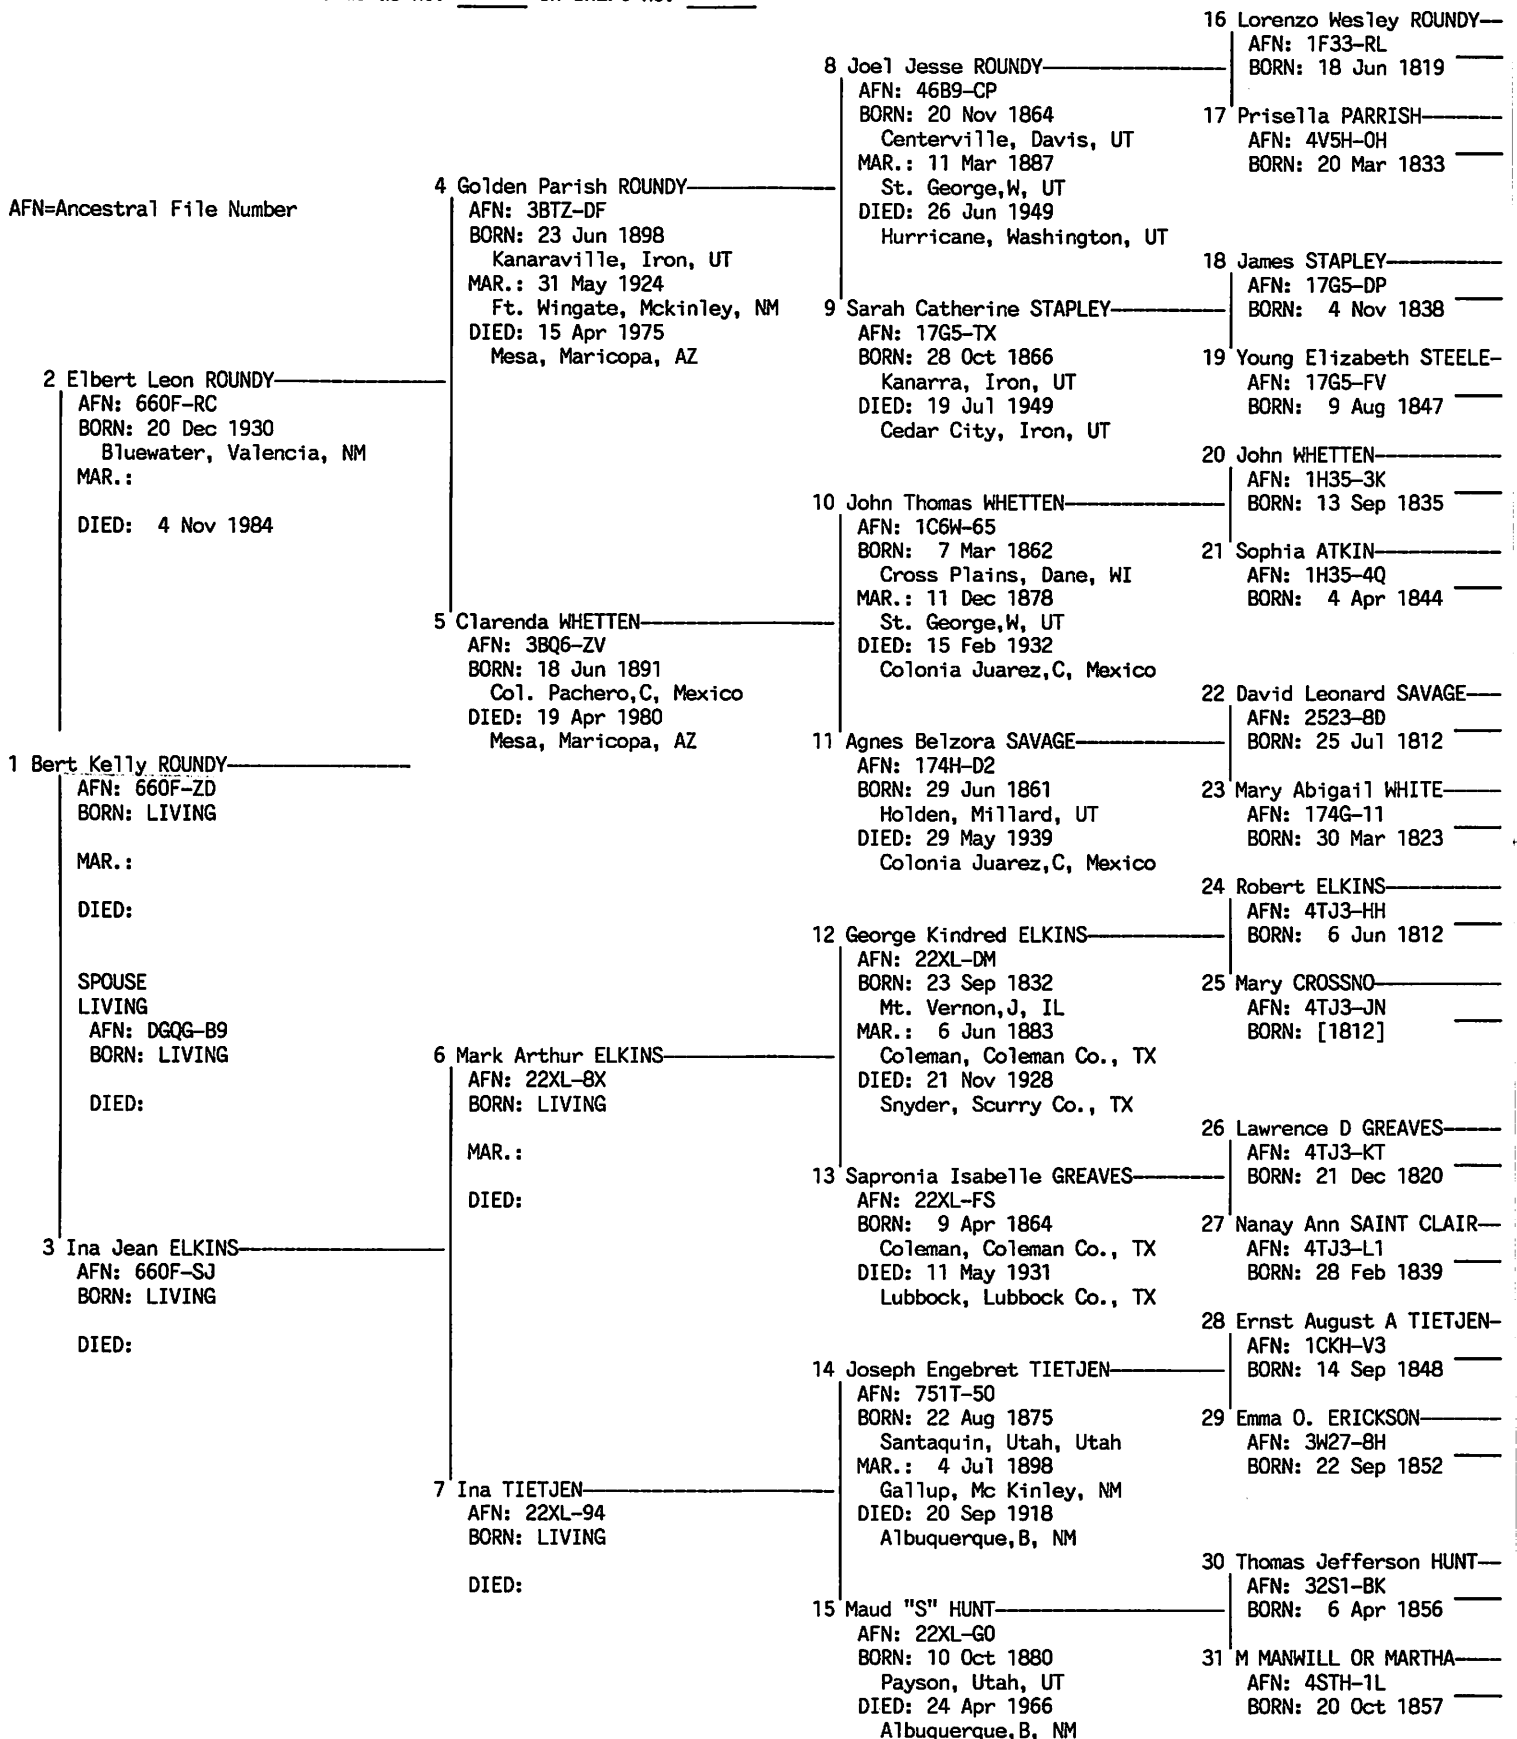 16 Lorenzo Wesley ROUNDY
AFN: 1F33-RL
BORN: 18 Jun 1819
8 Joel Jesse ROUNDY
AFN: 46B9-CP
BORN: 20 Nov 1864
Centerville, Davis, UT
MAR.: 11 Mar 1887
St. George,W, UT
DIED: 26 Jun 1949
Hurricane, Washington, UT
17 Prisella PARRISH
AFN: 4V5H-0H
BORN: 20 Mar 1833
4 Golden Parish ROUNDY
AFN: 3BTZ-DF
BORN: 23 Jun 1898
Kanaraville, Iron, UT
MAR.: 31 May 1924
Ft. Wingate, Mckinley, NM
DIED: 15 Apr 1975
Mesa, Maricopa, AZ
AFN=Ancestral File Number
18 James STAPLEY
AFN: 17G5-DP
BORN: 4 Nov 1838
9 Sarah Catherine STAPLEY
AFN: 17G5-TX
BORN: 28 Oct 1866
Kanarra, Iron, UT
DIED: 19 Jul 1949
Cedar City, Iron, UT
19 Young Elizabeth STEELE
AFN: 17G5-FV
BORN: 9 Aug 1847
2 Elbert Leon ROUNDY
AFN: 660F-RC
BORN: 20 Dec 1930
Bluewater, Valencia, NM
MAR.:
DIED: 4 Nov 1984
20 John WHETTEN
AFN: 1H35-3K
BORN: 13 Sep 1835
10 John Thomas WHETTEN
AFN: 1C6W-65
BORN: 7 Mar 1862
Cross Plains, Dane, WI
MAR.: 11 Dec 1878
St. George,W, UT
DIED: 15 Feb 1932
Colonia Juarez,C, Mexico
21 Sophia ATKIN
AFN: 1H35-4Q
BORN: 4 Apr 1844
5 Clarenda WHETTEN
AFN: 3BQ6-ZV
BORN: 18 Jun 1891
Col. Pachero,C, Mexico
DIED: 19 Apr 1980
Mesa, Maricopa, AZ
22 David Leonard SAVAGE
AFN: 2523-8D
BORN: 25 Jul 1812
11 Agnes Belzora SAVAGE
AFN: 174H-D2
BORN: 29 Jun 1861
Holden, Millard, UT
DIED: 29 May 1939
Colonia Juarez,C, Mexico
23 Mary Abigail WHITE
AFN: 174G-11
BORN: 30 Mar 1823
1 Bert Kelly ROUNDY
AFN: 660F-ZD
BORN: LIVING
MAR.:
DIED:
SPOUSE
LIVING
AFN: DGQG-B9
BORN: LIVING
DIED:
24 Robert ELKINS
AFN: 4TJ3-HH
BORN: 6 Jun 1812
12 George Kindred ELKINS
AFN: 22XL-DM
BORN: 23 Sep 1832
Mt. Vernon,J, IL
MAR.: 6 Jun 1883
Coleman, Coleman Co., TX
DIED: 21 Nov 1928
Snyder, Scurry Co., TX
25 Mary CROSSNO
AFN: 4TJ3-JN
BORN: [1812]
6 Mark Arthur ELKINS
AFN: 22XL-8X
BORN: LIVING
MAR.:
DIED:
26 Lawrence D GREAVES
AFN: 4TJ3-KT
BORN: 21 Dec 1820
13 Sapronia Isabelle GREAVES
AFN: 22XL-FS
BORN: 9 Apr 1864
Coleman, Coleman Co., TX
DIED: 11 May 1931
Lubbock, Lubbock Co., TX
27 Nanay Ann SAINT CLAIR
AFN: 4TJ3-L1
BORN: 28 Feb 1839
3 Ina Jean ELKINS
AFN: 660F-SJ
BORN: LIVING
DIED:
28 Ernst August A TIETJEN
AFN: 1CKH-V3
BORN: 14 Sep 1848
14 Joseph Engebret TIETJEN
AFN: 751T-50
BORN: 22 Aug 1875
Santaquin, Utah, Utah
MAR.: 4 Jul 1898
Gallup, Mc Kinley, NM
DIED: 20 Sep 1918
Albuquerque,B, NM
29 Emma O. ERICKSON
AFN: 3W27-8H
BORN: 22 Sep 1852
7 Ina TIETJEN
AFN: 22XL-94
BORN: LIVING
DIED:
30 Thomas Jefferson HUNT
AFN: 32S1-BK
BORN: 6 Apr 1856
15 Maud "S" HUNT
AFN: 22XL-G0
BORN: 10 Oct 1880
Payson, Utah, UT
DIED: 24 Apr 1966
Albuquerque,B, NM
31 M MANWILL OR MARTHA
AFN: 4STH-1L
BORN: 20 Oct 1857